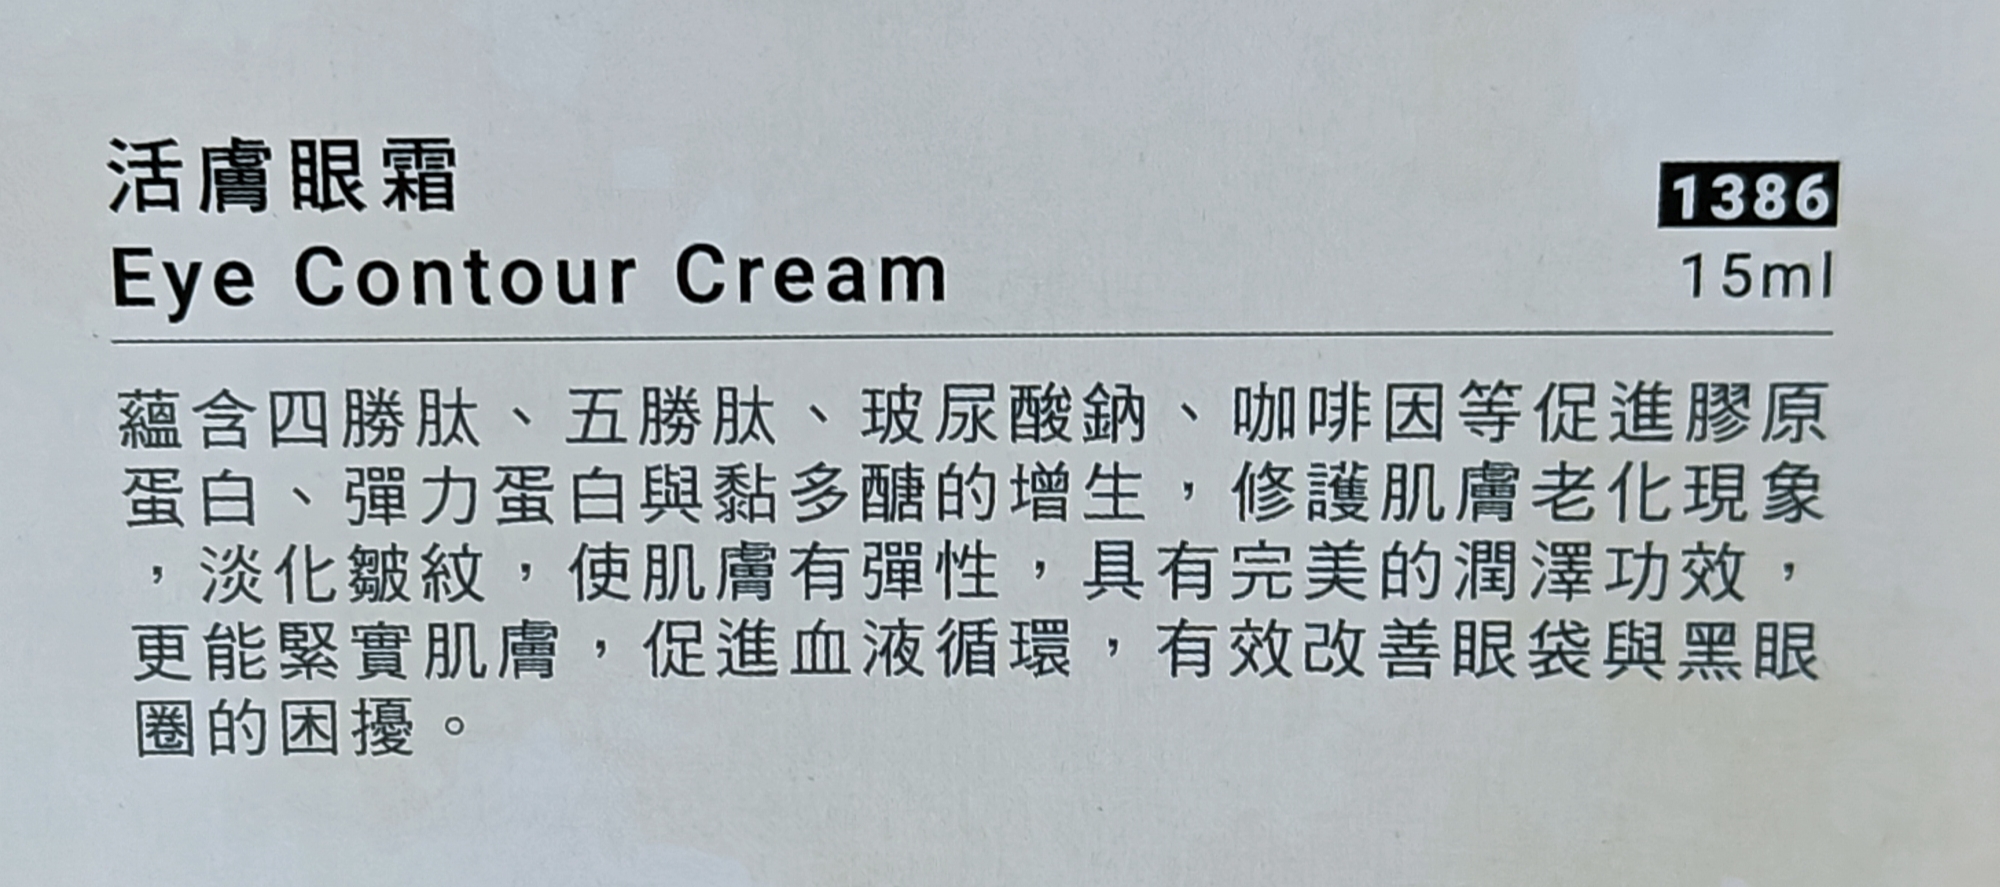 活膚眼霜
1386
Eye Contour Cream
15ml
蘊含四勝肽、五勝肽、玻尿酸鈉、咖啡因等促進膠原
蛋白、彈力蛋白與黏多醣的增生，修護肌膚老化現象
，淡化皺紋，使肌膚有彈性，具有完美的潤澤功效，
更能緊實肌膚，促進血液循環，有效改善眼袋與黑眼
圈的困擾。